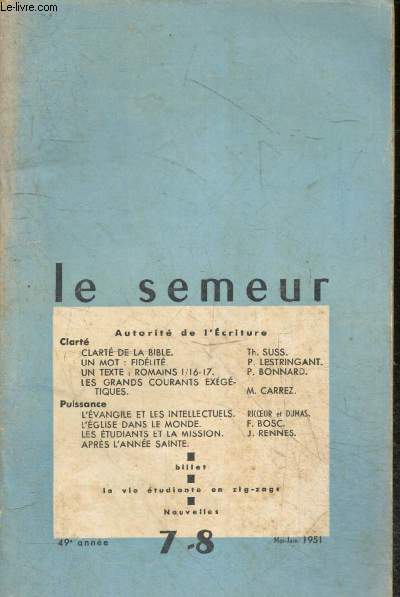 Le-livre.com
le semeur
Autorité de l'Écriture
Clarté
CLARTÉ DE LA BIBLE. Th. SUSS.
UN MOT : FIDÉLITÉ. P. LESTRINGANT.
UN TEXTE : ROMAINS 1/16-17. P. BONNARD.
LES GRANDS COURANTS EXÉGÉ-
TIQUES. M. CARREZ.
Puissance
L'ÉVANGILE ET LES INTELLECTUELS. RICŒUR et DUMAS.
L'ÉGLISE DANS LE MONDE. F. BOSC.
LES ÉTUDIANTS ET LA MISSION. J. RENNES.
APRÈS L'ANNÉE SAINTE.
billet
la vie étudiante en zig-zags
Nouvelles
49e année 7-8 Mai-Juin 1951